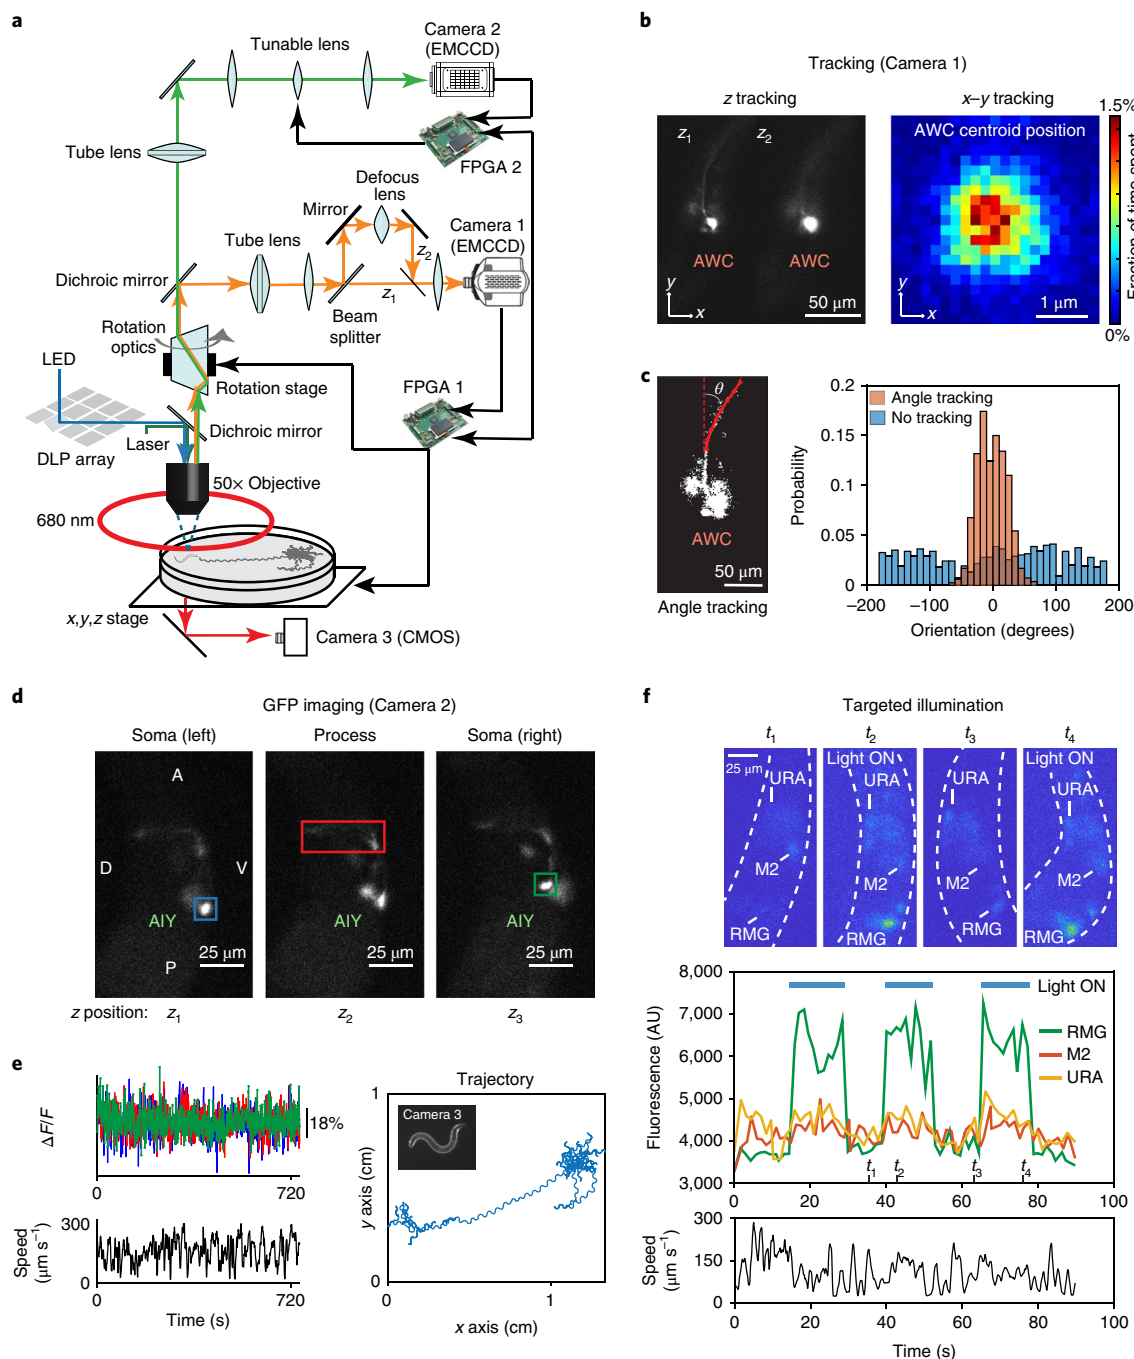 a
Camera 2
(EMCCD)
Tunable lens
Tube lens
FPGA 2
Defocus
lens
Mirror
Camera 1
(EMCCD)
Tube lens
z2
Dichroic mirror
z1
Beam
splitter
Rotation
optics
LED
Rotation stage
FPGA 1
Dichroic mirror
Laser
DLP array
50× Objective
680 nm
x,y,z stage
Camera 3 (CMOS)
b
Tracking (Camera 1)
z tracking
x–y tracking
z1
z2
AWC
AWC
y
x
50 μm
AWC centroid position
y
x
1 μm
1.5%
Fraction of time spent
0%
c
θ
AWC
50 μm
Angle tracking
Angle tracking
No tracking
Probability
0.2
0.15
0.1
0.05
0
–200
–100
0
100
200
Orientation (degrees)
d
GFP imaging (Camera 2)
Soma (left)
Process
Soma (right)
A
D
V
P
AIY
25 μm
AIY
25 μm
AIY
25 μm
z position:
z1
z2
z3
e
ΔF/F
18%
0
720
Speed
(μm s–1)
300
0
0
720
Time (s)
Trajectory
Camera 3
1
y axis (cm)
0
1
x axis (cm)
f
Targeted illumination
t1
t2
t3
t4
25 μm
URA
M2
RMG
Light ON
URA
M2
RMG
URA
M2
RMG
Light ON
URA
M2
RMG
8,000
7,000
6,000
5,000
4,000
3,000
Fluorescence (AU)
Light ON
RMG
M2
URA
t1
t2
t3
t4
0
20
40
60
80
100
Speed
(μm s–1)
300
150
0
0
20
40
60
80
100
Time (s)